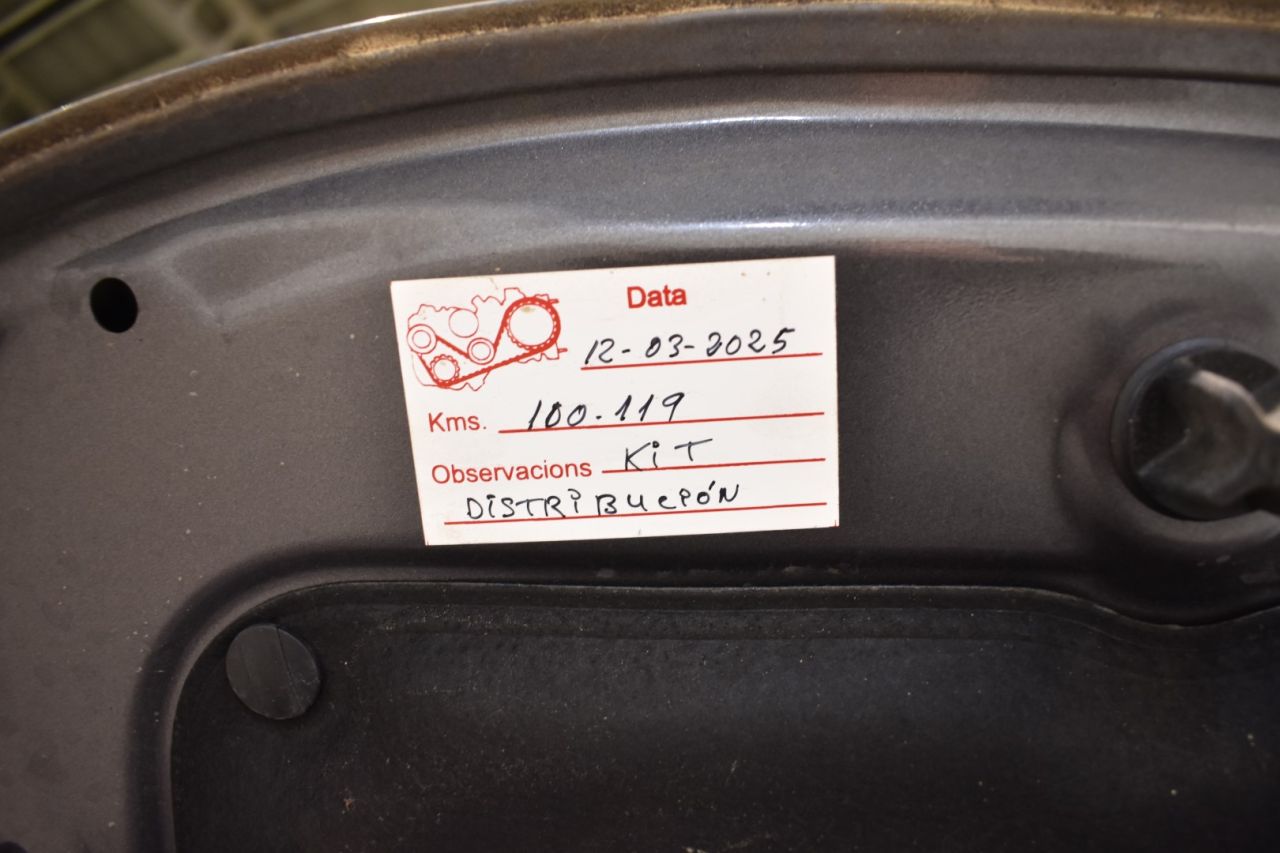 Data
12-03-2025
Kms. 100.119
Observacions KiT
DiSTRiBUCIÓN